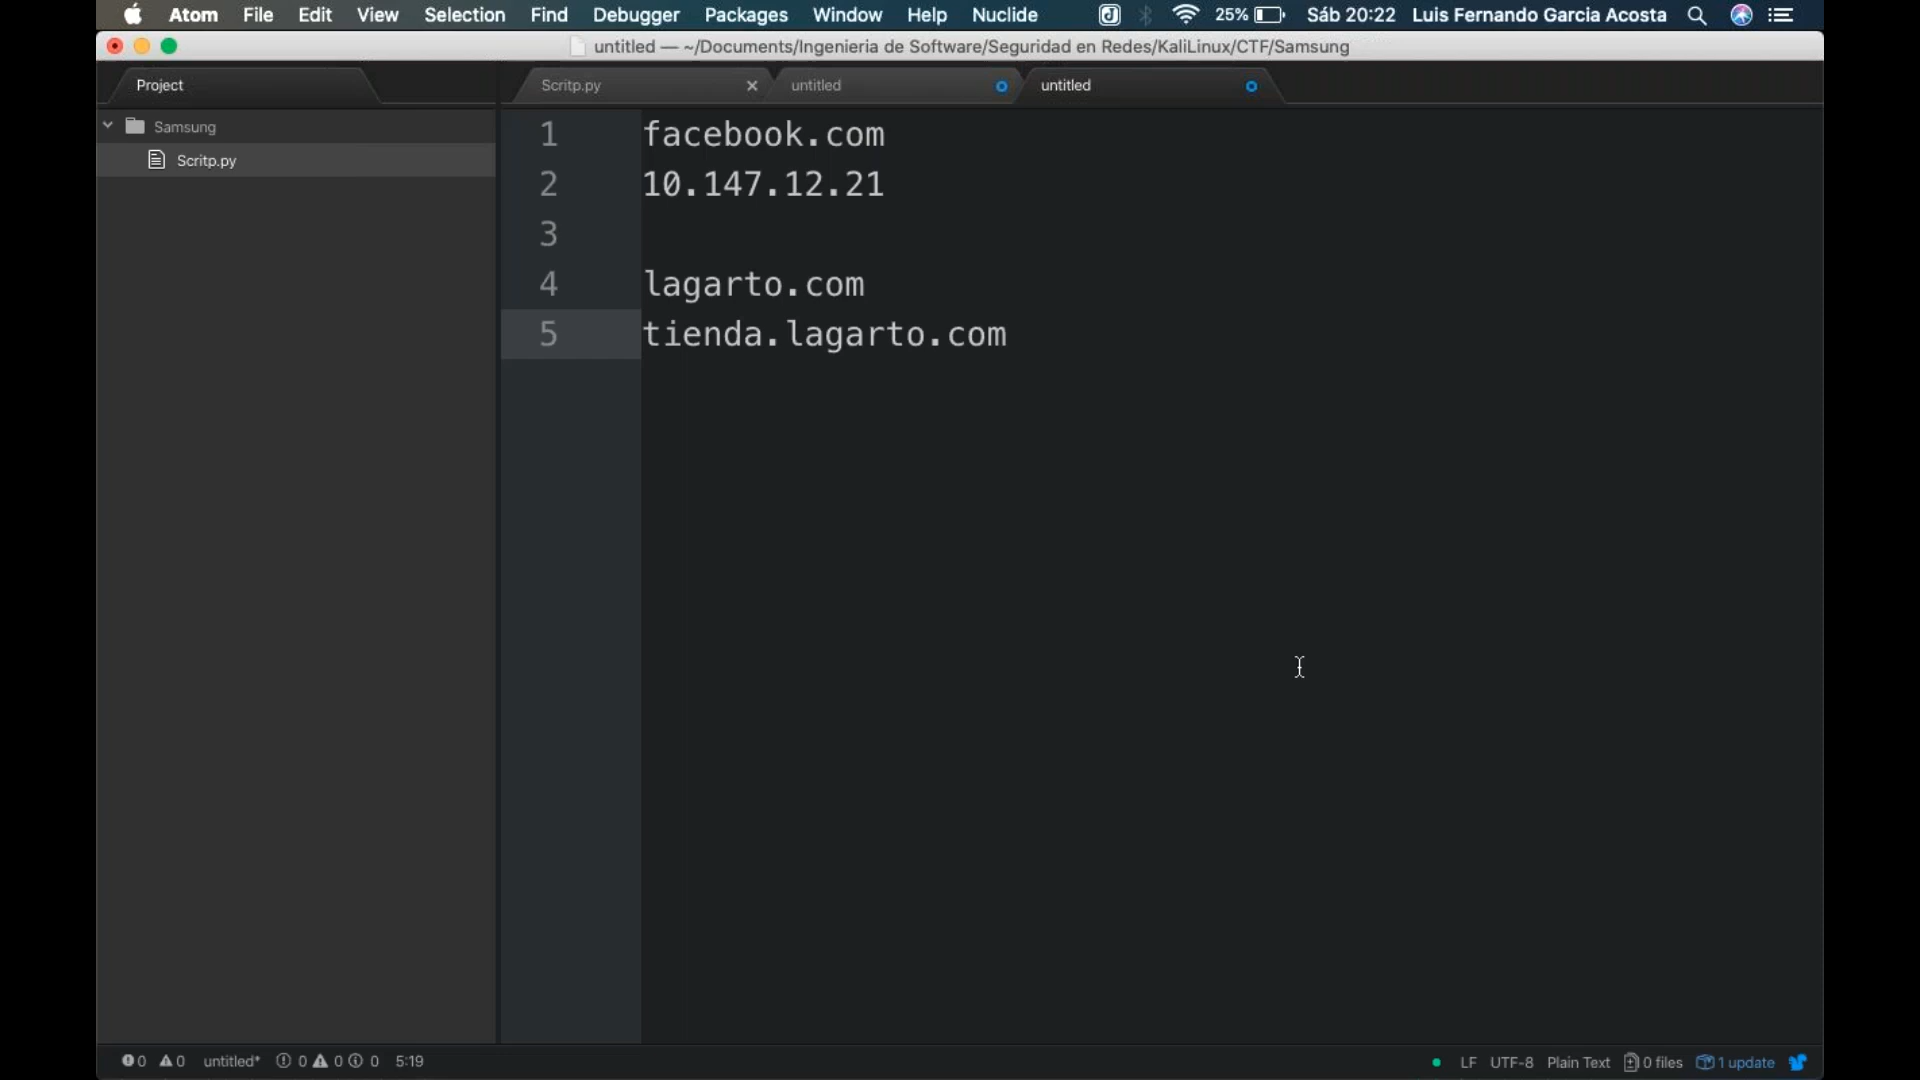 Atom File Edit View Selection Find Debugger Packages Window Help Nuclide 25% Sáb 20:22 Luis Fernando Garcia Acosta
untitled — ~/Documents/Ingenieria de Software/Seguridad en Redes/KaliLinux/CTF/Samsung
Project
Scritp.py
untitled
untitled
Samsung
Scritp.py
1 facebook.com
2 10.147.12.21
3
4 lagarto.com
5 tienda.lagarto.com
0 0 untitled* 0 0 0 5:19 LF UTF-8 Plain Text 0 files 1 update